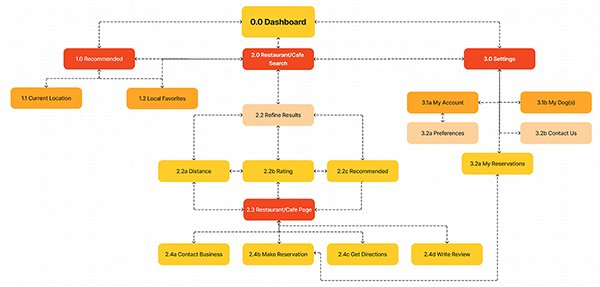 0.0 Dashboard
1.0 Recommended
2.0 Restaurant/Cafe
Search
3.0 Settings
1.1 Current Location
1.2 Local Favorites
3.1a My Account
3.1b My Dog(s)
2.2 Refine Results
3.2a Preferences
3.2b Contact Us
2.2a Distance
2.2b Rating
2.2c Recommended
3.2a My Reservations
2.3 Restaurant/Cafe Page
2.4a Contact Business
2.4b Make Reservation
2.4c Get Directions
2.4d Write Review